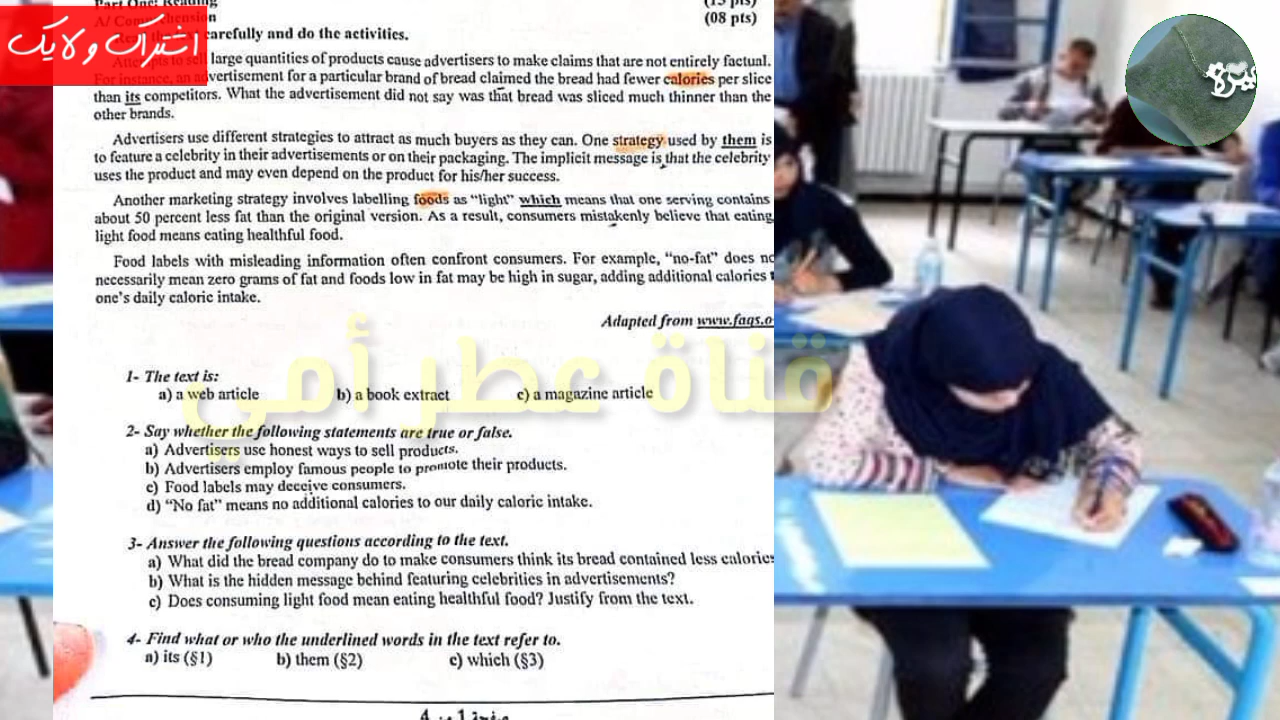 Part One: Reading (15 pts)
A/ Comprehension (08 pts)
carefully and do the activities.
اشتراك و لايك
Attempts to sell large quantities of products cause advertisers to make claims that are not entirely factual.
For instance, an advertisement for a particular brand of bread claimed the bread had fewer calories per slice
than its competitors. What the advertisement did not say was that bread was sliced much thinner than the
other brands.
Advertisers use different strategies to attract as much buyers as they can. One strategy used by them is
to feature a celebrity in their advertisements or on their packaging. The implicit message is that the celebrity
uses the product and may even depend on the product for his/her success.
Another marketing strategy involves labelling foods as “light” which means that one serving contains
about 50 percent less fat than the original version. As a result, consumers mistakenly believe that eating
light food means eating healthful food.
Food labels with misleading information often confront consumers. For example, “no-fat” does no
necessarily mean zero grams of fat and foods low in fat may be high in sugar, adding additional calories
one’s daily caloric intake.
Adapted from www.faqs.o
قناة عطر أمي
1- The text is:
a) a web article b) a book extract c) a magazine article
2- Say whether the following statements are true or false.
a) Advertisers use honest ways to sell products.
b) Advertisers employ famous people to promote their products.
c) Food labels may deceive consumers.
d) “No fat” means no additional calories to our daily caloric intake.
3- Answer the following questions according to the text.
a) What did the bread company do to make consumers think its bread contained less calories
b) What is the hidden message behind featuring celebrities in advertisements?
c) Does consuming light food mean eating healthful food? Justify from the text.
4- Find what or who the underlined words in the text refer to.
a) its (§1) b) them (§2) c) which (§3)
صفحة 1 من 4